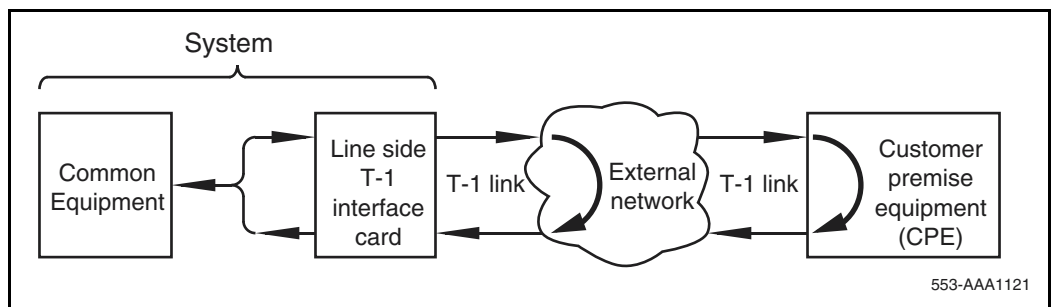 System
Common
Equipment
Line side
T-1
interface
card
T-1 link
External
network
T-1 link
Customer
premise
equipment
(CPE)
553-AAA1121